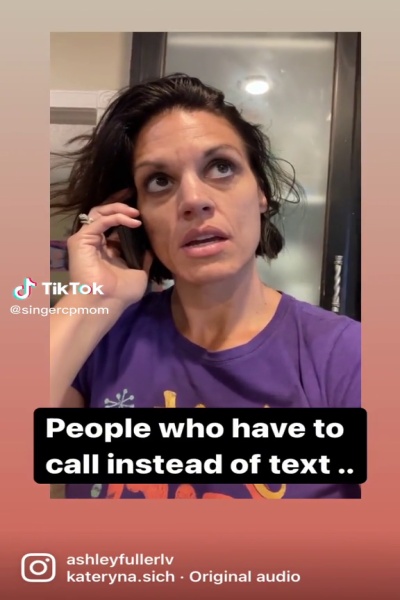 TikTok
@singercpmom
People who have to
call instead of text ..
ashleyfullerlv
kateryna.sich · Original audio